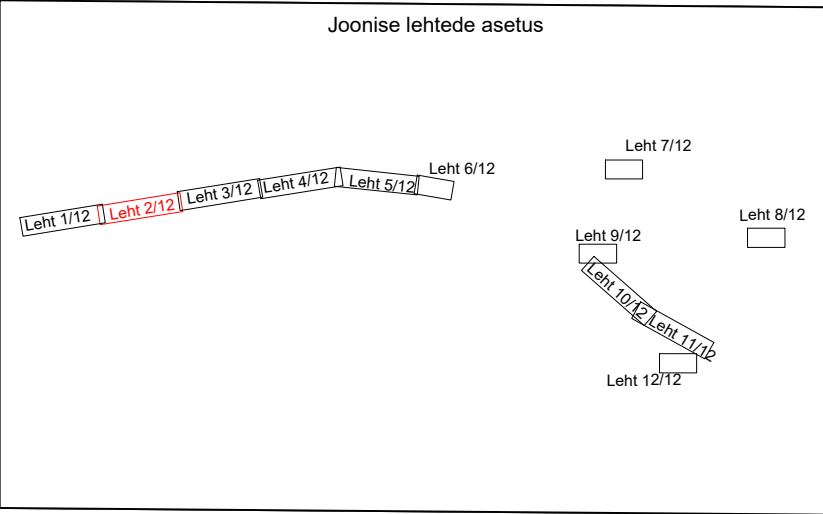 Joonise lehtede asetus
Leht 1/12
Leht 2/12
Leht 3/12
Leht 4/12
Leht 5/12
Leht 6/12
Leht 7/12
Leht 8/12
Leht 9/12
Leht 10/12
Leht 11/12
Leht 12/12